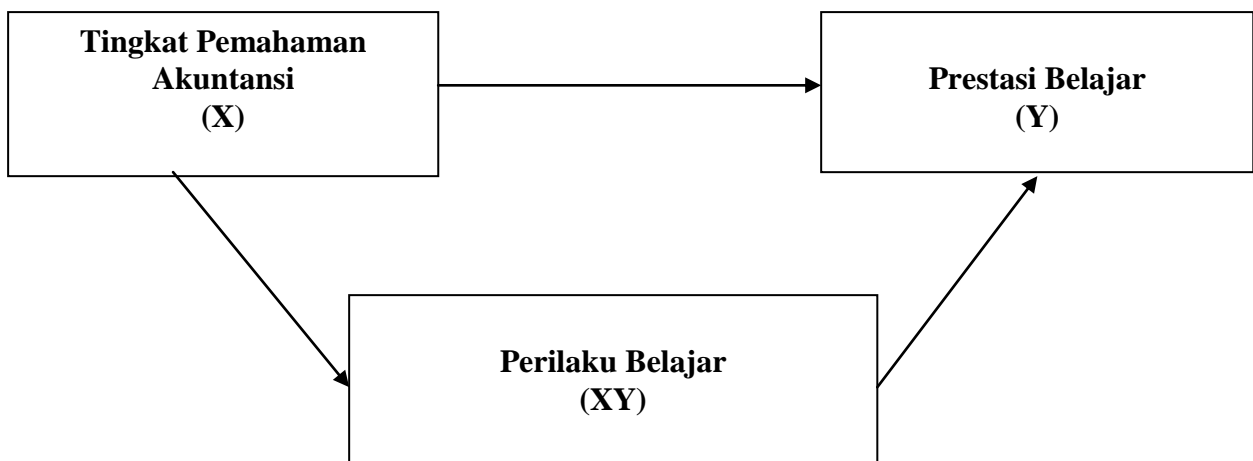 Tingkat Pemahaman
Akuntansi
(X)
Prestasi Belajar
(Y)
Perilaku Belajar
(XY)